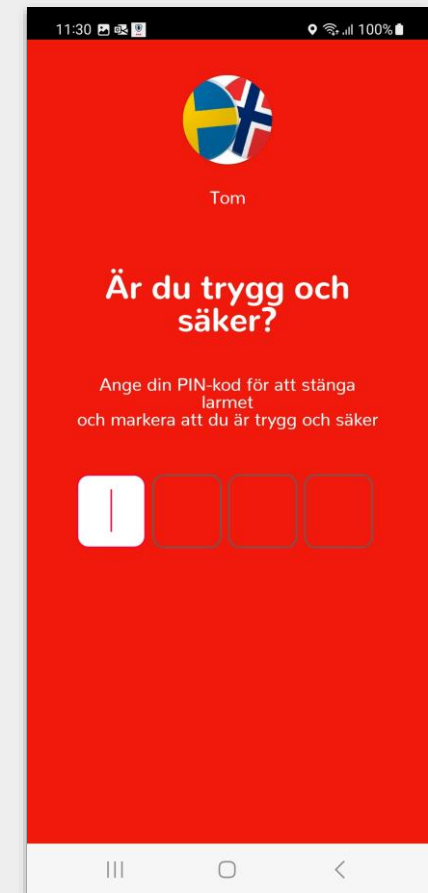 11:30 100%
Tom
Är du trygg och
säker?
Ange din PIN-kod för att stänga
larmet
och markera att du är trygg och säker